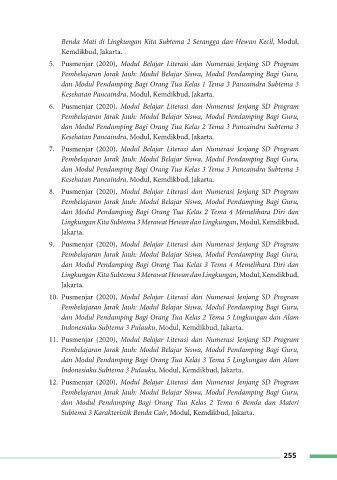 Benda Mati di Lingkungan Kita Subtema 2 Serangga dan Hewan Kecil, Modul,
Kemdikbud, Jakarta.
5. Pusmenjar (2020), Modul Belajar Literasi dan Numerasi Jenjang SD Program
Pembelajaran Jarak Jauh: Modul Belajar Siswa, Modul Pendamping Bagi Guru,
dan Modul Pendamping Bagi Orang Tua Kelas 1 Tema 3 Pancaindra Subtema 3
Kesehatan Pancaindra, Modul, Kemdikbud, Jakarta.
6. Pusmenjar (2020), Modul Belajar Literasi dan Numerasi Jenjang SD Program
Pembelajaran Jarak Jauh: Modul Belajar Siswa, Modul Pendamping Bagi Guru,
dan Modul Pendamping Bagi Orang Tua Kelas 2 Tema 3 Pancaindra Subtema 3
Kesehatan Pancaindra, Modul, Kemdikbud, Jakarta.
7. Pusmenjar (2020), Modul Belajar Literasi dan Numerasi Jenjang SD Program
Pembelajaran Jarak Jauh: Modul Belajar Siswa, Modul Pendamping Bagi Guru,
dan Modul Pendamping Bagi Orang Tua Kelas 3 Tema 3 Pancaindra Subtema 3
Kesehatan Pancaindra, Modul, Kemdikbud, Jakarta.
8. Pusmenjar (2020), Modul Belajar Literasi dan Numerasi Jenjang SD Program
Pembelajaran Jarak Jauh: Modul Belajar Siswa, Modul Pendamping Bagi Guru,
dan Modul Pendamping Bagi Orang Tua Kelas 2 Tema 4 Memelihara Diri dan
Lingkungan Kita Subtema 3 Merawat Hewan dan Lingkungan, Modul, Kemdikbud,
Jakarta.
9. Pusmenjar (2020), Modul Belajar Literasi dan Numerasi Jenjang SD Program
Pembelajaran Jarak Jauh: Modul Belajar Siswa, Modul Pendamping Bagi Guru,
dan Modul Pendamping Bagi Orang Tua Kelas 3 Tema 4 Memelihara Diri dan
Lingkungan Kita Subtema 3 Merawat Hewan dan Lingkungan, Modul, Kemdikbud,
Jakarta.
10. Pusmenjar (2020), Modul Belajar Literasi dan Numerasi Jenjang SD Program
Pembelajaran Jarak Jauh: Modul Belajar Siswa, Modul Pendamping Bagi Guru,
dan Modul Pendamping Bagi Orang Tua Kelas 2 Tema 5 Lingkungan dan Alam
Indonesiaku Subtema 3 Pulauku, Modul, Kemdikbud, Jakarta.
11. Pusmenjar (2020), Modul Belajar Literasi dan Numerasi Jenjang SD Program
Pembelajaran Jarak Jauh: Modul Belajar Siswa, Modul Pendamping Bagi Guru,
dan Modul Pendamping Bagi Orang Tua Kelas 3 Tema 5 Lingkungan dan Alam
Indonesiaku Subtema 3 Pulauku, Modul, Kemdikbud, Jakarta.
12. Pusmenjar (2020), Modul Belajar Literasi dan Numerasi Jenjang SD Program
Pembelajaran Jarak Jauh: Modul Belajar Siswa, Modul Pendamping Bagi Guru,
dan Modul Pendamping Bagi Orang Tua Kelas 2 Tema 6 Benda dan Materi
Subtema 3 Karakteristik Benda Cair, Modul, Kemdikbud, Jakarta.
255